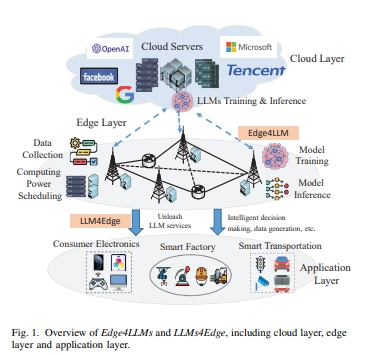 Cloud Servers
OpenAI
Microsoft
facebook
Tencent
Cloud Layer
G
LLMs Training & Inference
Edge Layer
Edge4LLM
Data
Collection
Computing
Power
Scheduling
Model
Training
Model
Inference
LLM4Edge
Unleash
LLM services
Intelligent decision
making, data generation, etc.
Consumer Electronics
Smart Factory
Smart Transportation
Application
Layer
Fig. 1. Overview of Edge4LLMs and LLMs4Edge, including cloud layer, edge
layer and application layer.